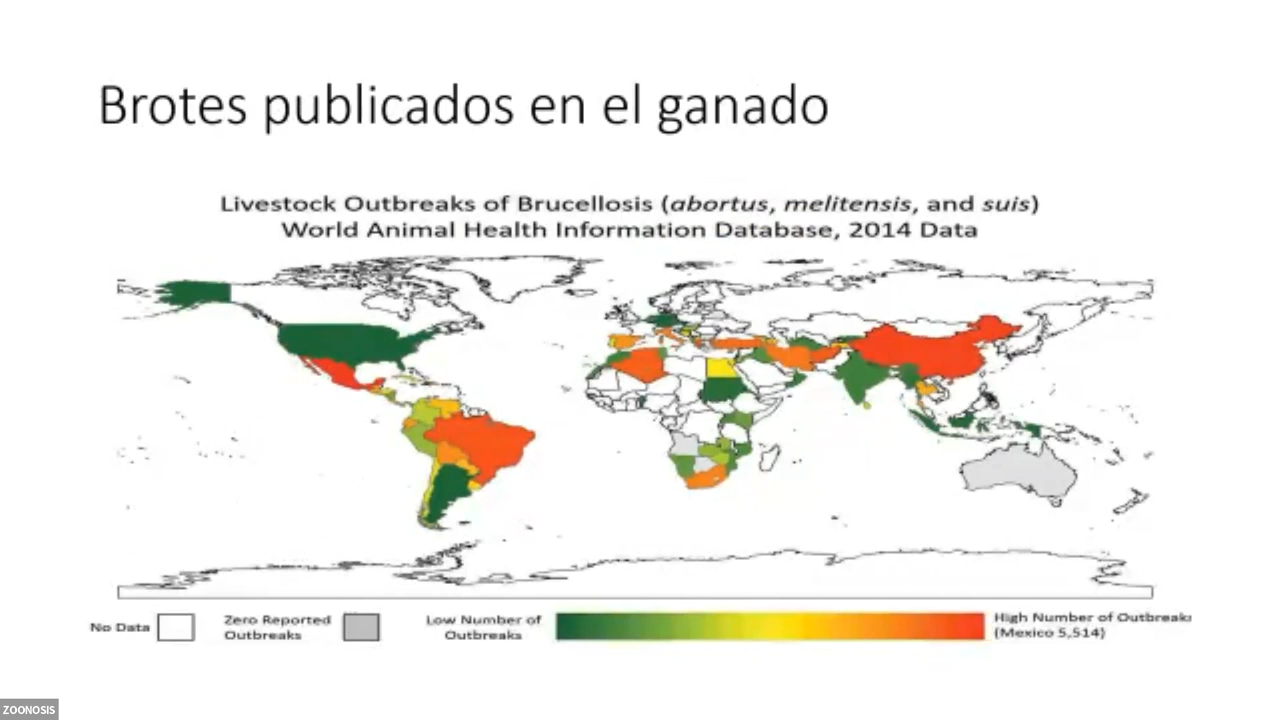 Brotes publicados en el ganado
Livestock Outbreaks of Brucellosis (abortus, melitensis, and suis)
World Animal Health Information Database, 2014 Data
No Data
Zero Reported
Outbreaks
Low Number of
Outbreaks
High Number of Outbreaks
(Mexico 5,514)
ZOONOSIS